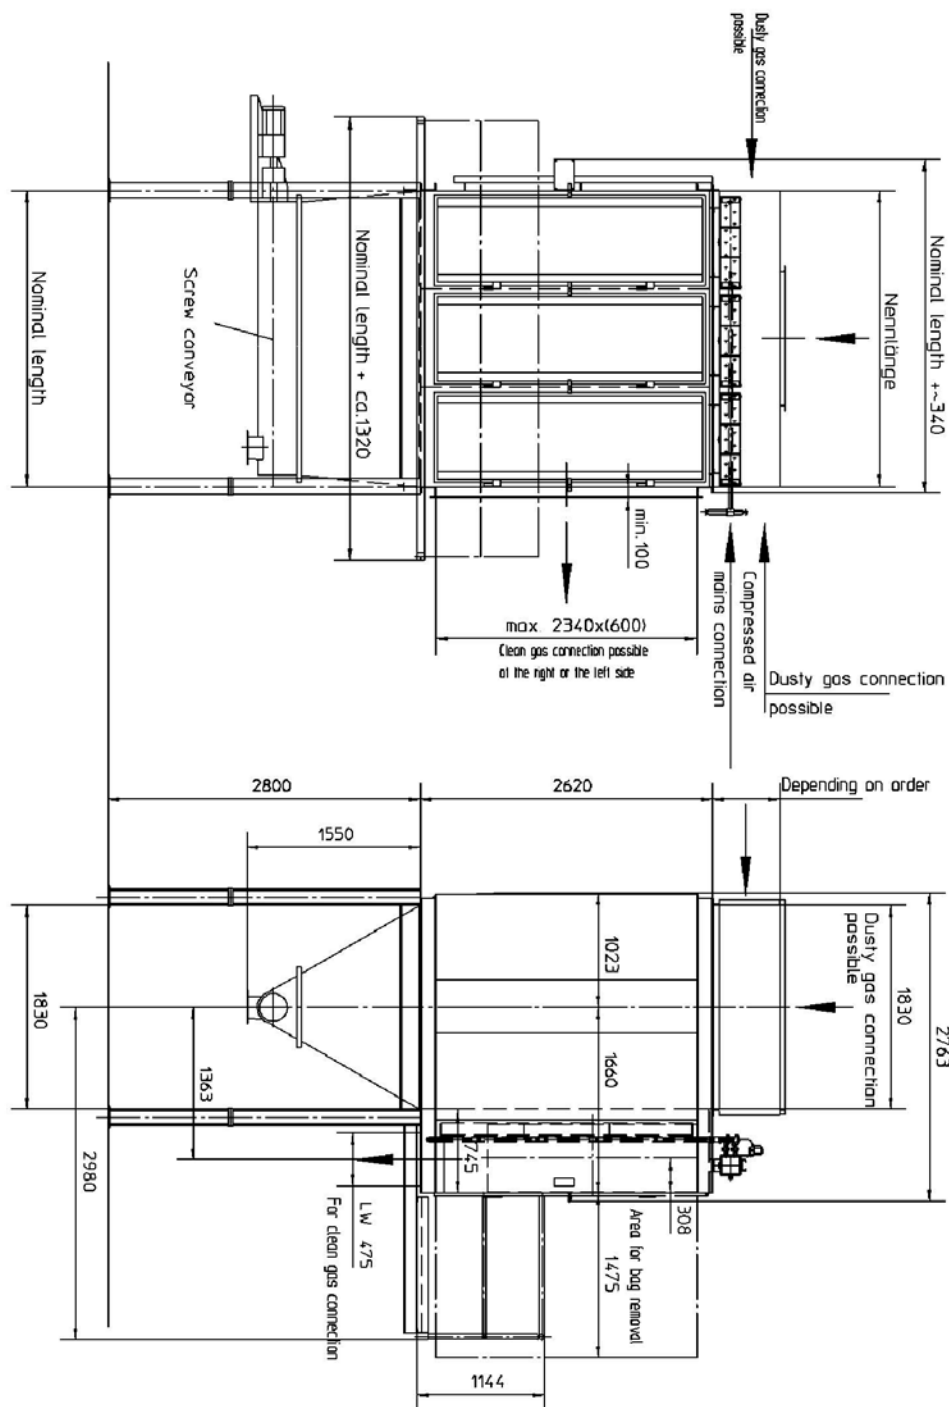 Dusty gas connection
possible
Nominal length
Screw conveyor
Nominal length + ca.1320
Nennlänge
Nominal length +~340
min.100
max. 2340x(600)
Clean gas connection possible
at the right or the left side
Compressed air
mains connection
Dusty gas connection
possible
2800
2620
Depending on order
1550
1023
Dusty gas connection
possible
1830
2763
1830
1363
1660
2980
745
LW 475
For clean gas connection
308
Area for bag removal
1475
1144